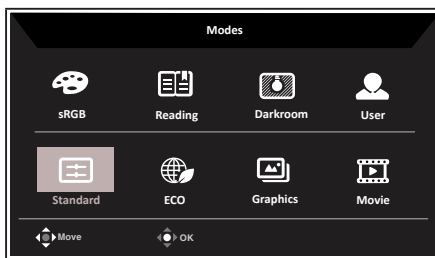 Modes
sRGB Reading Darkroom User
Standard ECO Graphics Movie
Move OK